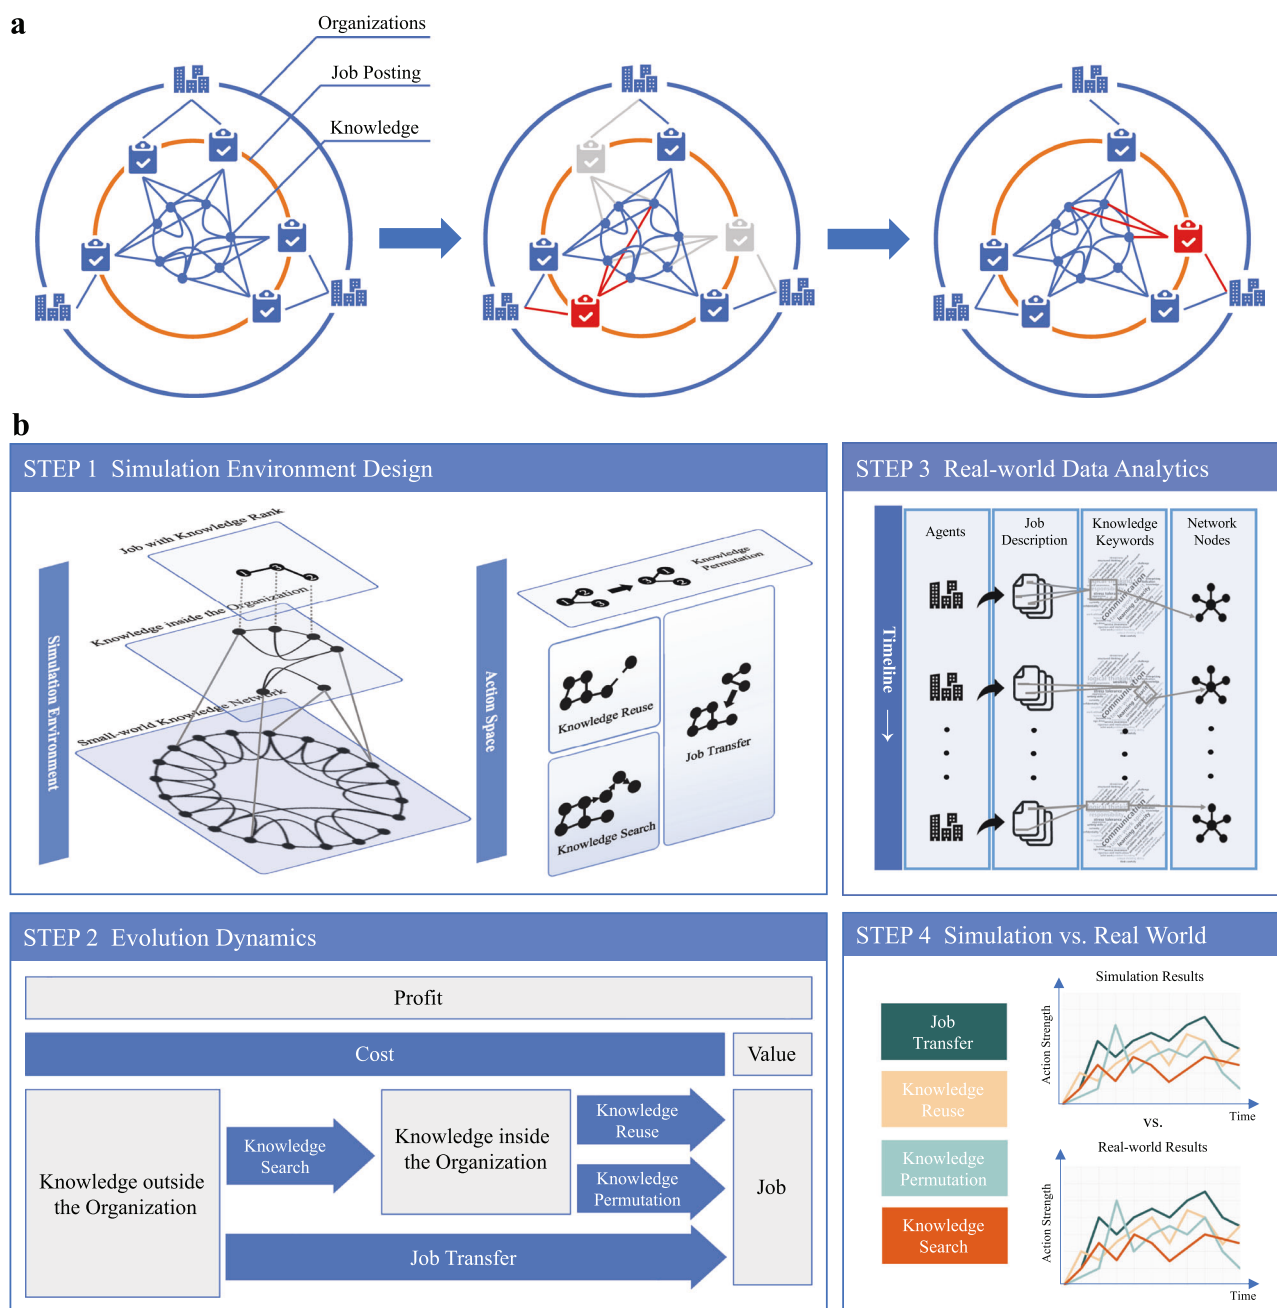 a
Organizations
Job Posting
Knowledge
b
STEP 1 Simulation Environment Design
Simulation Environment
Job with Knowledge Rank
Knowledge inside the Organization
Small-world Knowledge Network
Action Space
Knowledge
Permutation
Knowledge Reuse
Knowledge Search
Job Transfer
STEP 3 Real-world Data Analytics
Timeline
Agents
Job
Description
Knowledge
Keywords
Network
Nodes
communication
communication
communication
STEP 2 Evolution Dynamics
Profit
Cost
Value
Knowledge outside
the Organization
Knowledge
Search
Knowledge inside
the Organization
Knowledge
Reuse
Knowledge
Permutation
Job
Job Transfer
STEP 4 Simulation vs. Real World
Job
Transfer
Knowledge
Reuse
Knowledge
Permutation
Knowledge
Search
Simulation Results
Action Strength
Time
vs.
Real-world Results
Action Strength
Time